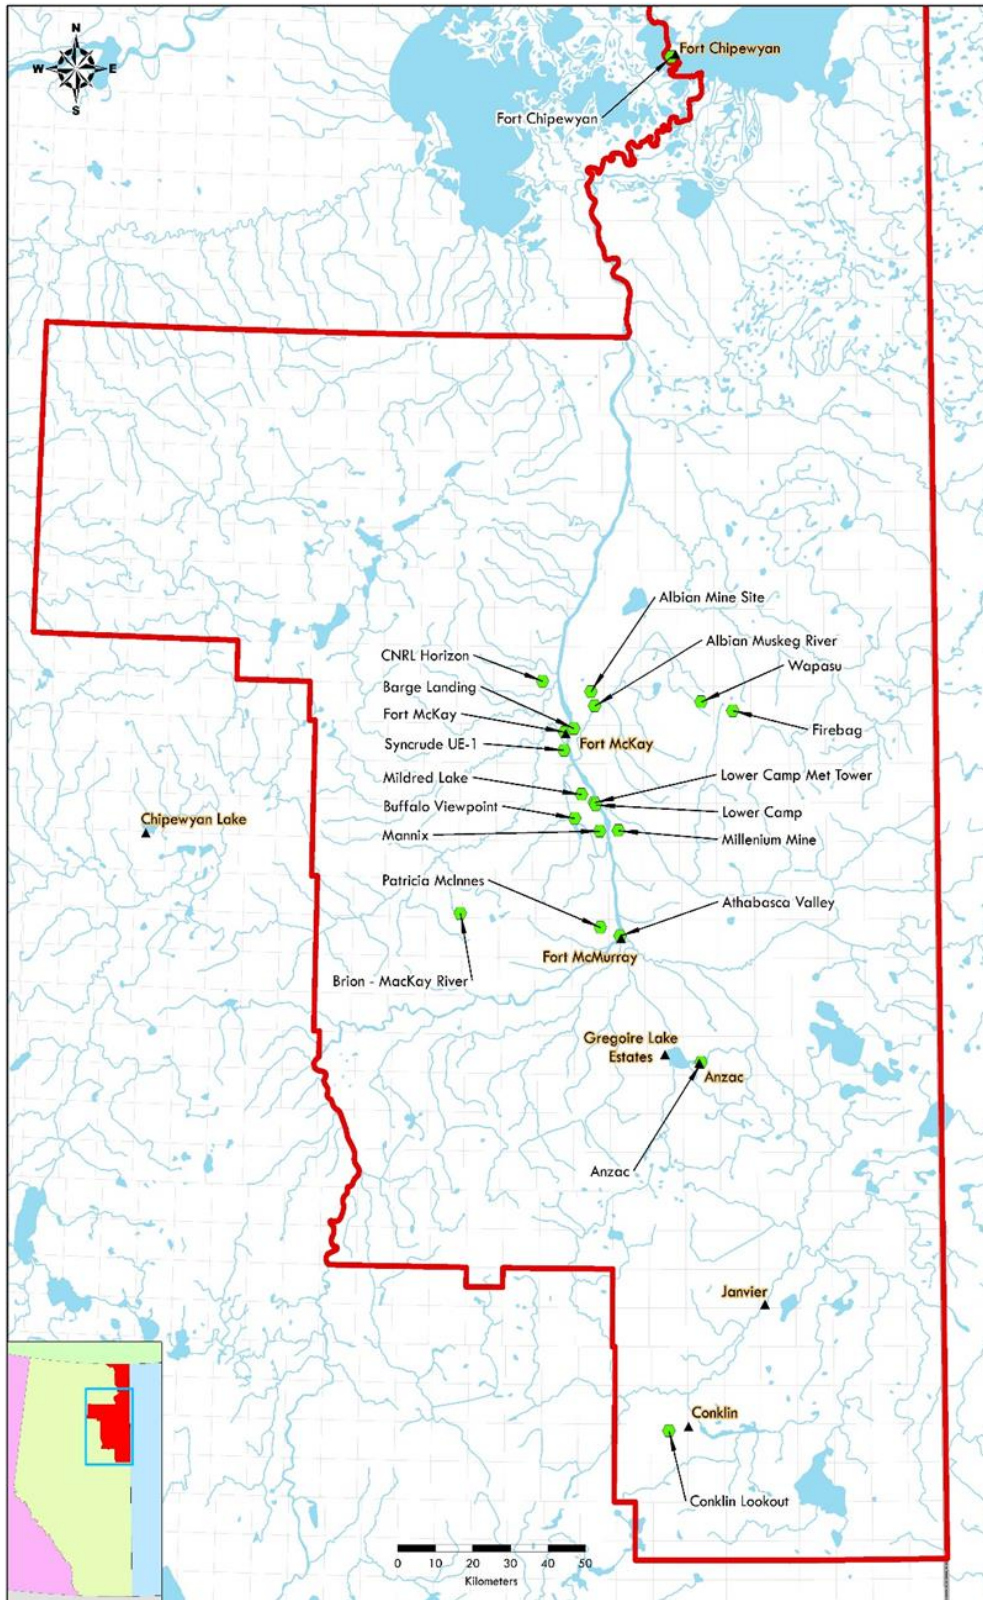 N
W E
S
Fort Chipewyan
Fort Chipewyan
Albian Mine Site
Albian Muskeg River
CNRL Horizon
Wapasu
Barge Landing
Fort McKay
Firebag
Fort McKay
Syncrude UE-1
Mildred Lake
Lower Camp Met Tower
Buffalo Viewpoint
Lower Camp
Chipewyan Lake
Mannix
Millenium Mine
Patricia McInnes
Athabasca Valley
Fort McMurray
Brion - MacKay River
Gregoire Lake
Estates
Anzac
Anzac
Janvier
Conklin
Conklin Lookout
0 10 20 30 40 50
Kilometers